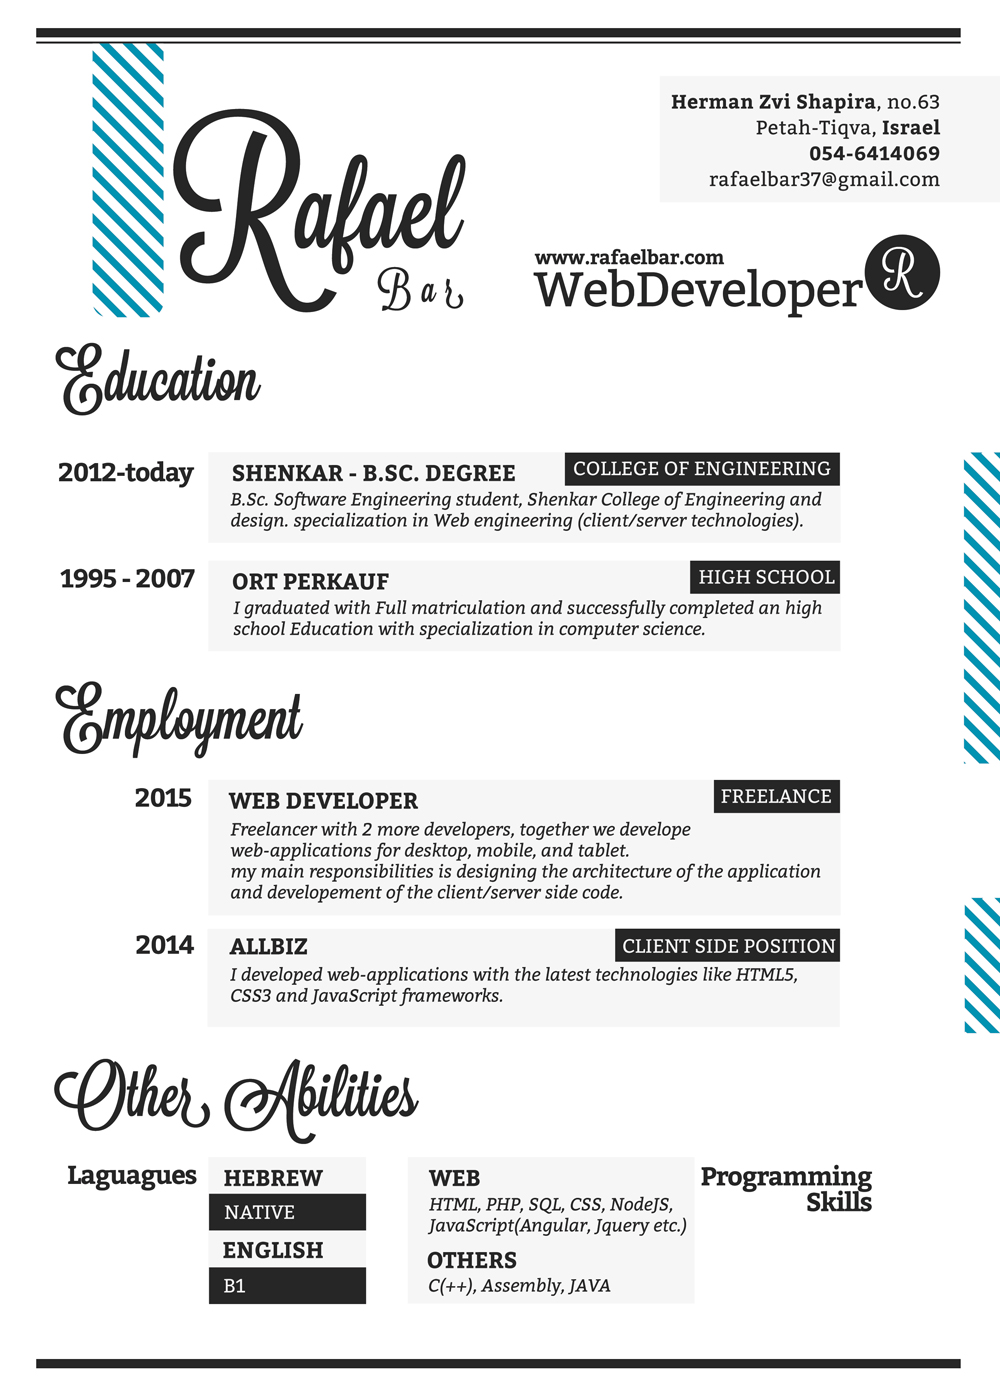 Rafael
Bar
Herman Zvi Shapira, no.63
Petah-Tiqva, Israel
054-6414069
rafaelbar37@gmail.com
www.rafaelbar.com
WebDeveloper
R
Education
2012-today
SHENKAR - B.SC. DEGREE
COLLEGE OF ENGINEERING
B.Sc. Software Engineering student, Shenkar College of Engineering and
design. specialization in Web engineering (client/server technologies).
1995 - 2007
ORT PERKAUF
HIGH SCHOOL
I graduated with Full matriculation and successfully completed an high
school Education with specialization in computer science.
Employment
2015
WEB DEVELOPER
FREELANCE
Freelancer with 2 more developers, together we develope
web-applications for desktop, mobile, and tablet.
my main responsibilities is designing the architecture of the application
and developement of the client/server side code.
2014
ALLBIZ
CLIENT SIDE POSITION
I developed web-applications with the latest technologies like HTML5,
CSS3 and JavaScript frameworks.
Other Abilities
Laguagues
HEBREW
NATIVE
ENGLISH
B1
WEB
HTML, PHP, SQL, CSS, NodeJS,
JavaScript(Angular, Jquery etc.)
OTHERS
C(++), Assembly, JAVA
Programming
Skills